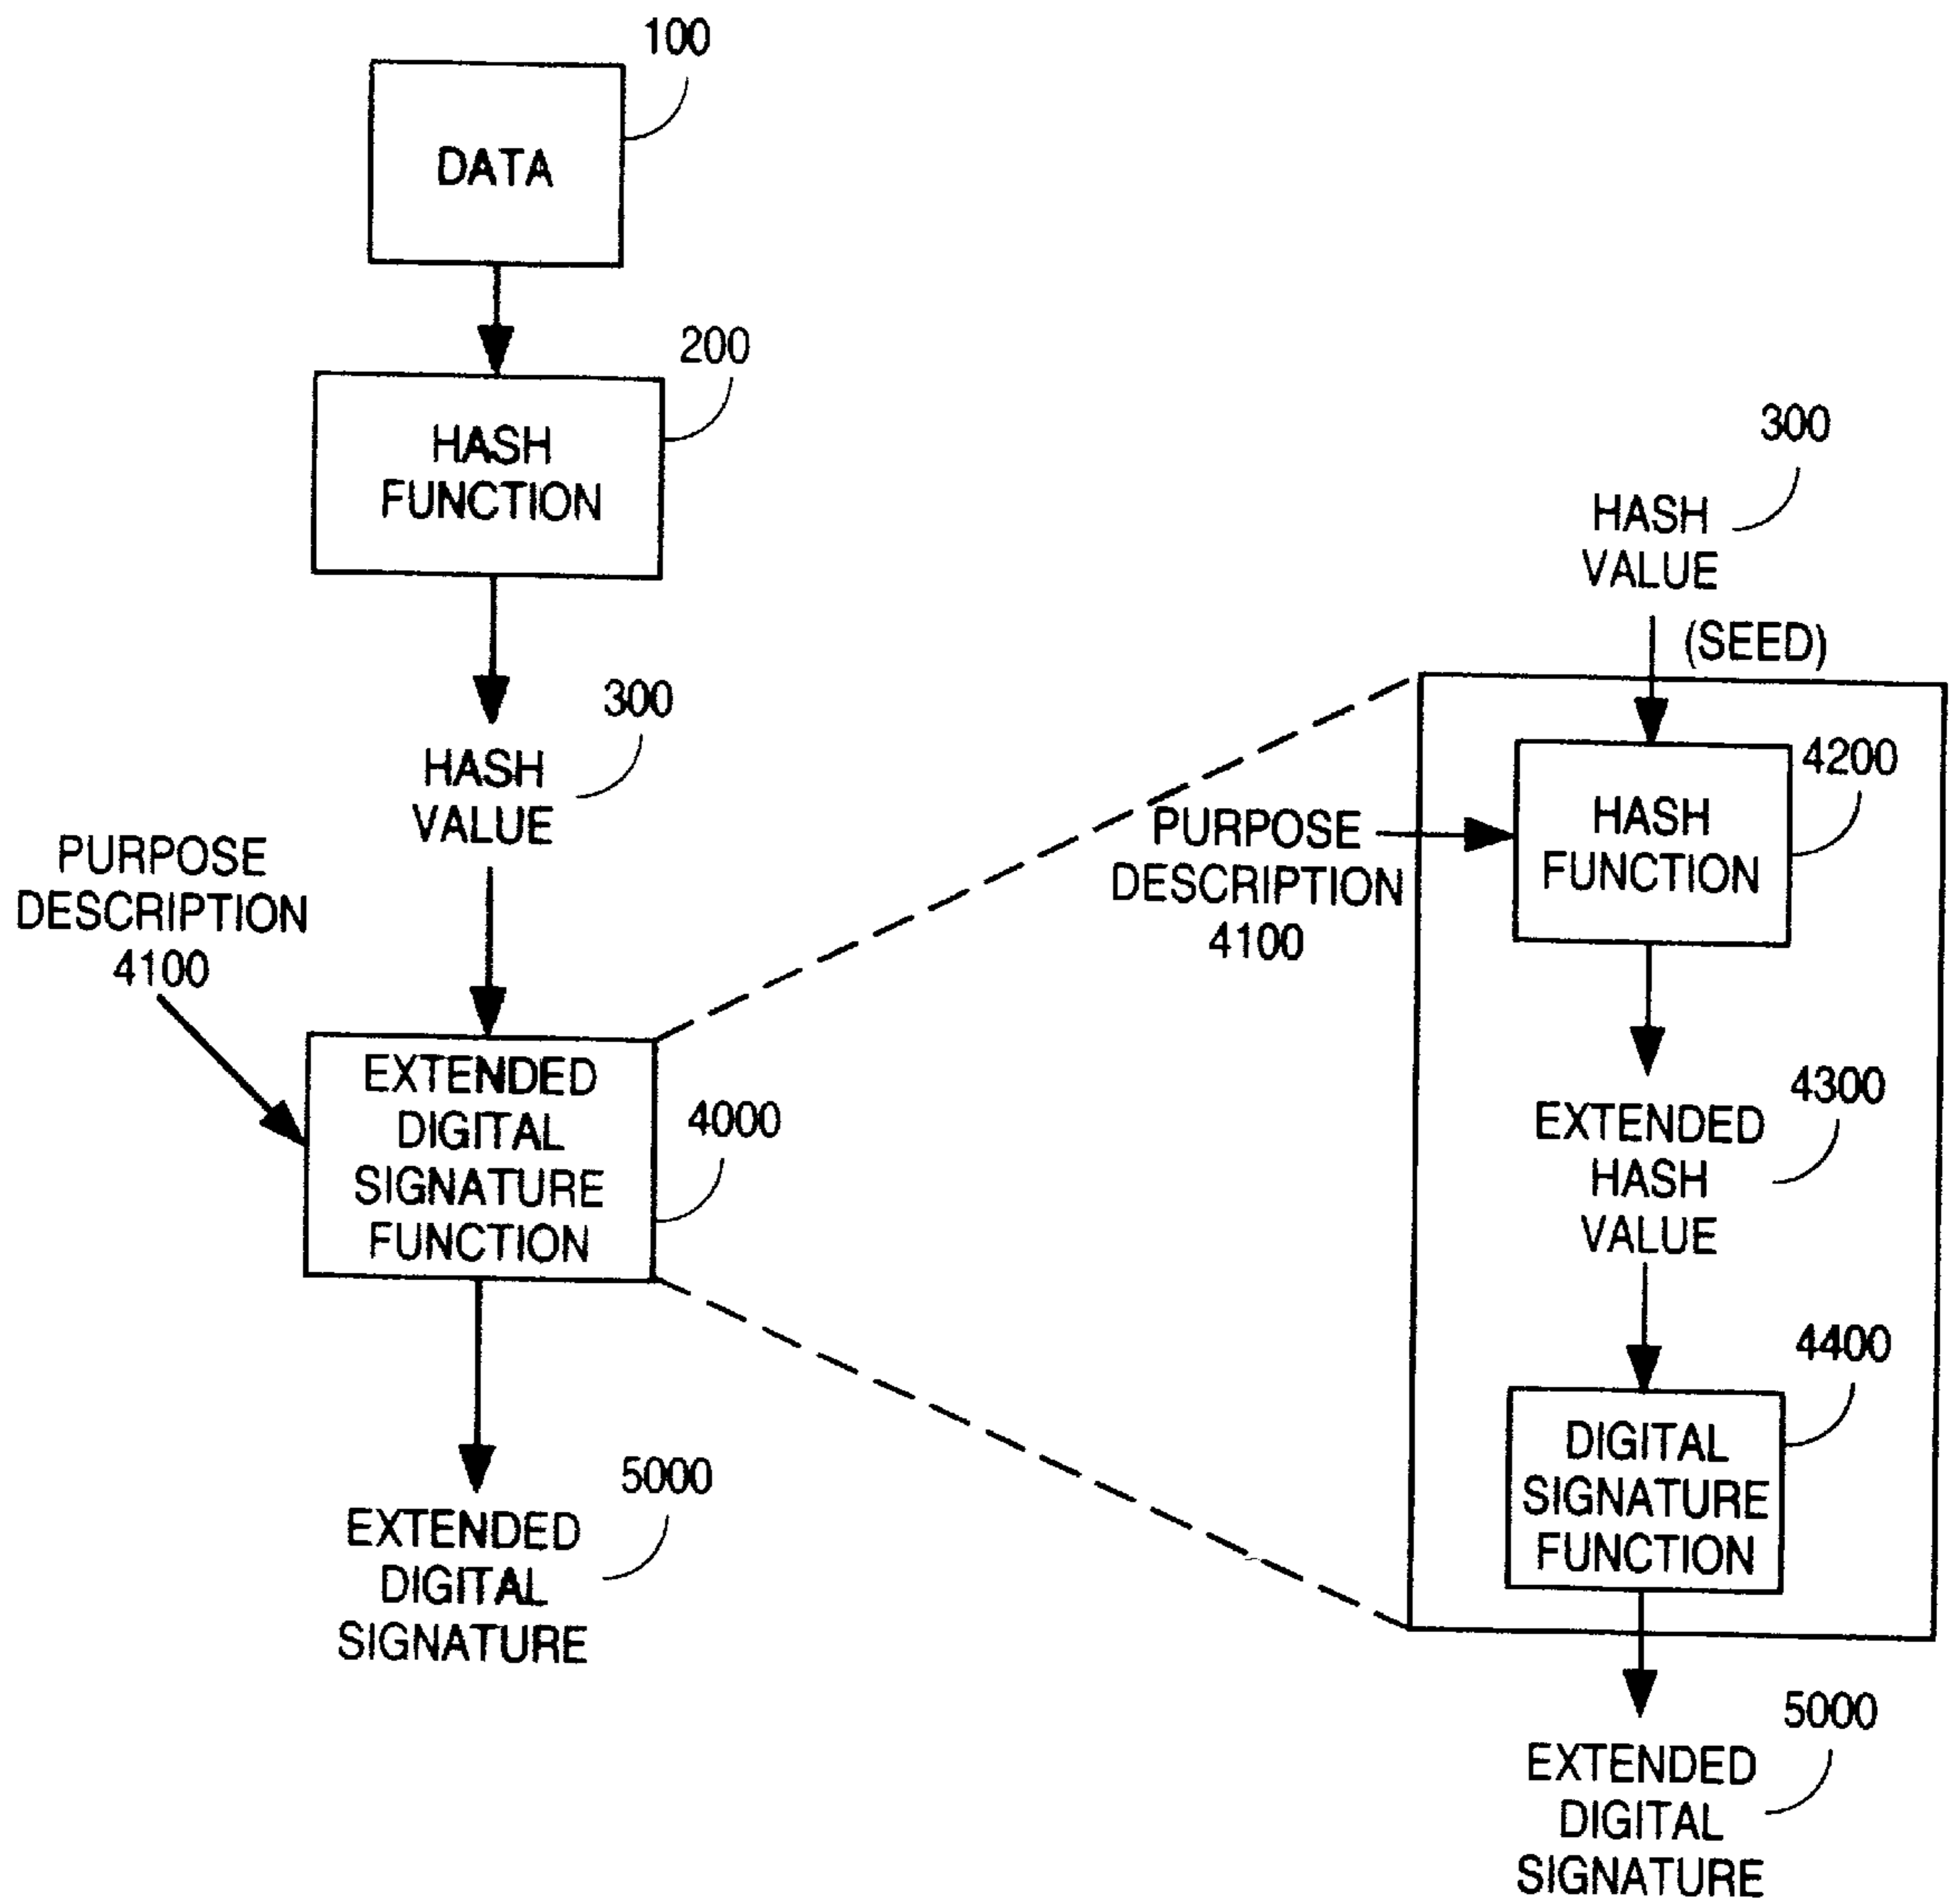 100
DATA
200
HASH
FUNCTION
300
HASH
VALUE
PURPOSE
DESCRIPTION
4100
EXTENDED
DIGITAL
SIGNATURE
FUNCTION
4000
5000
EXTENDED
DIGITAL
SIGNATURE
300
HASH
VALUE
(SEED)
4200
HASH
FUNCTION
PURPOSE
DESCRIPTION
4100
4300
EXTENDED
HASH
VALUE
4400
DIGITAL
SIGNATURE
FUNCTION
5000
EXTENDED
DIGITAL
SIGNATURE